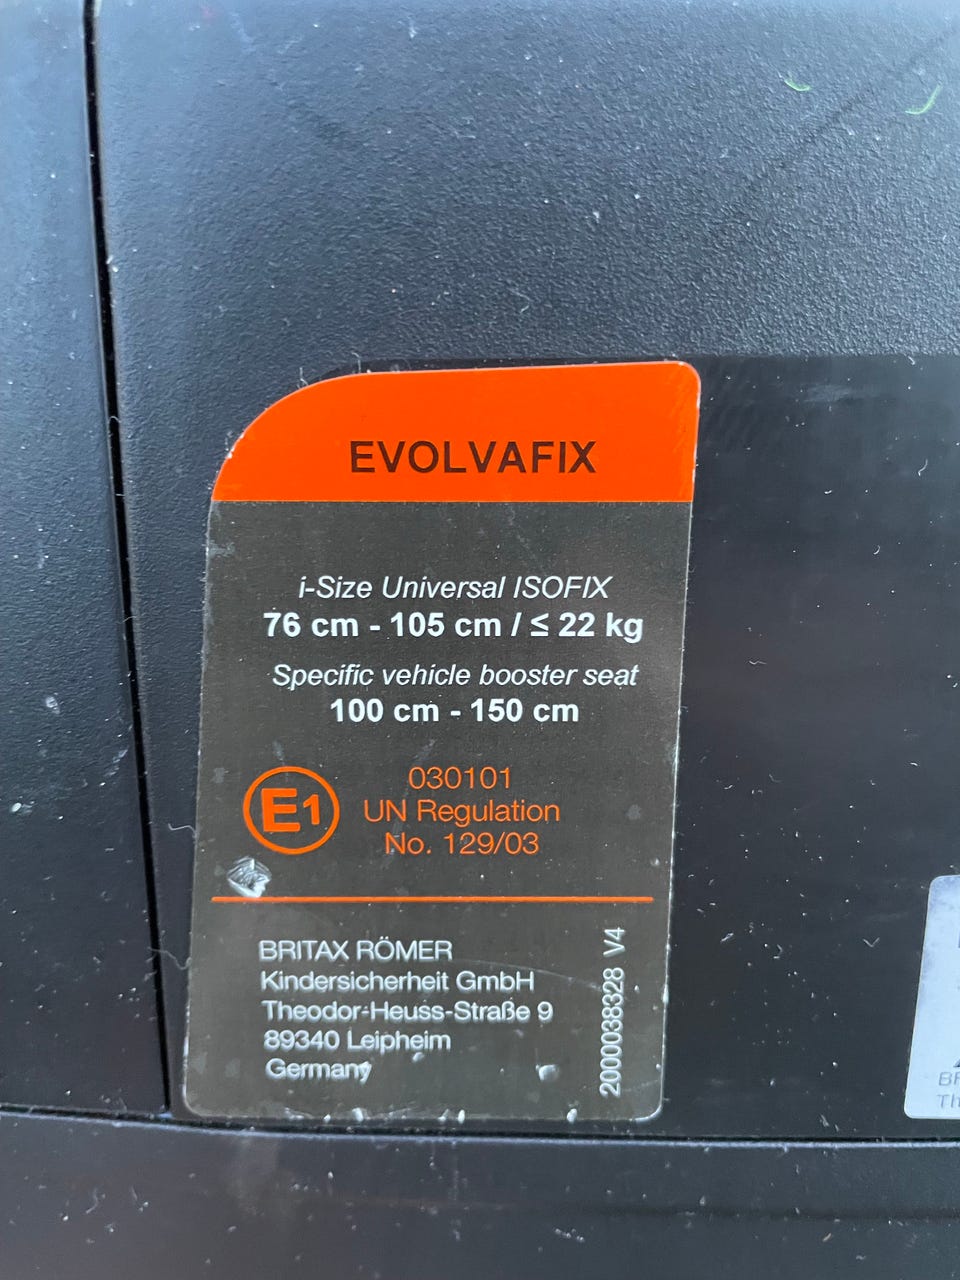 EVOLVAFIX
i-Size Universal ISOFIX
76 cm - 105 cm / ≤ 22 kg
Specific vehicle booster seat
100 cm - 150 cm
E1
030101
UN Regulation
No. 129/03
BRITAX RÖMER
Kindersicherheit GmbH
Theodor-Heuss-Straße 9
89340 Leipheim
Germany
2000038328 V4